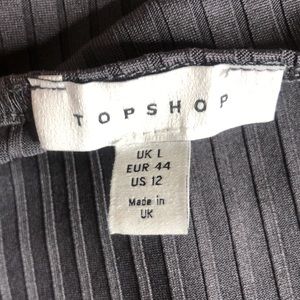 TOPSHOP
UK L
EUR 44
US 12
Made in
UK